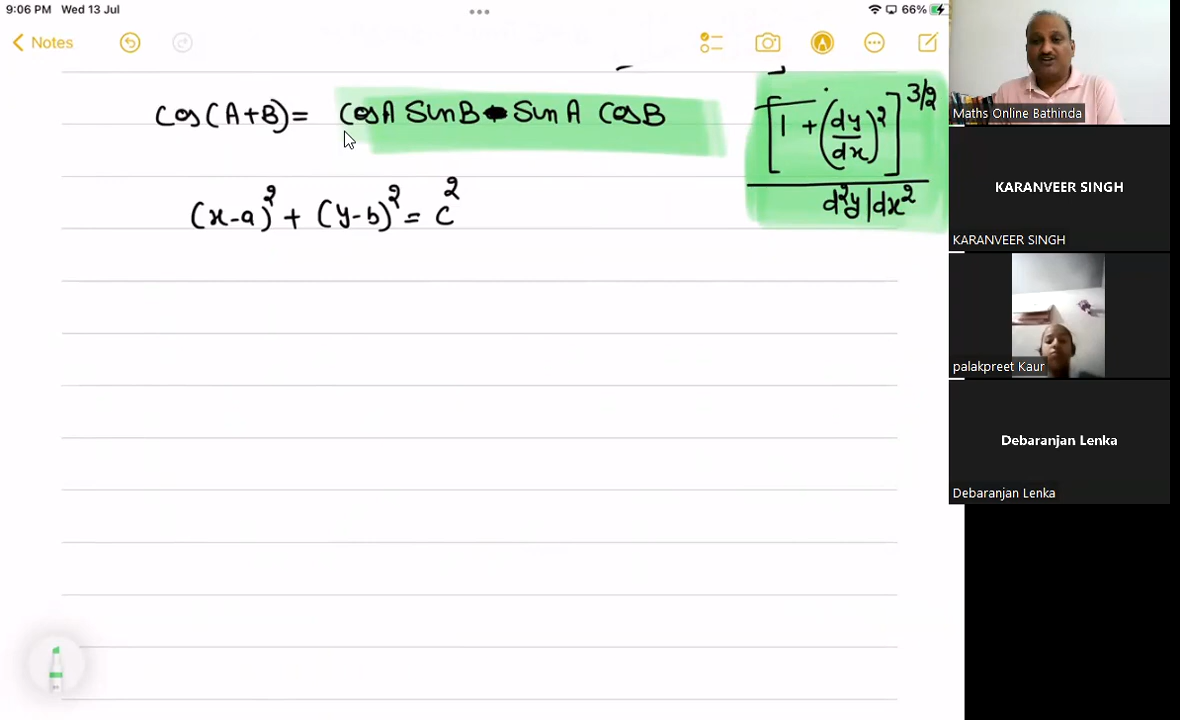 9:06 PM Wed 13 Jul
66%
Notes
Cos(A+B)= CosA SinB - SinA CosB
[1+(dy/dx)²]^3/2
d²y|dx²
(x-a)²+(y-b)²=c²
Maths Online Bathinda
KARANVEER SINGH
KARANVEER SINGH
palakpreet Kaur
Debaranjan Lenka
Debaranjan Lenka